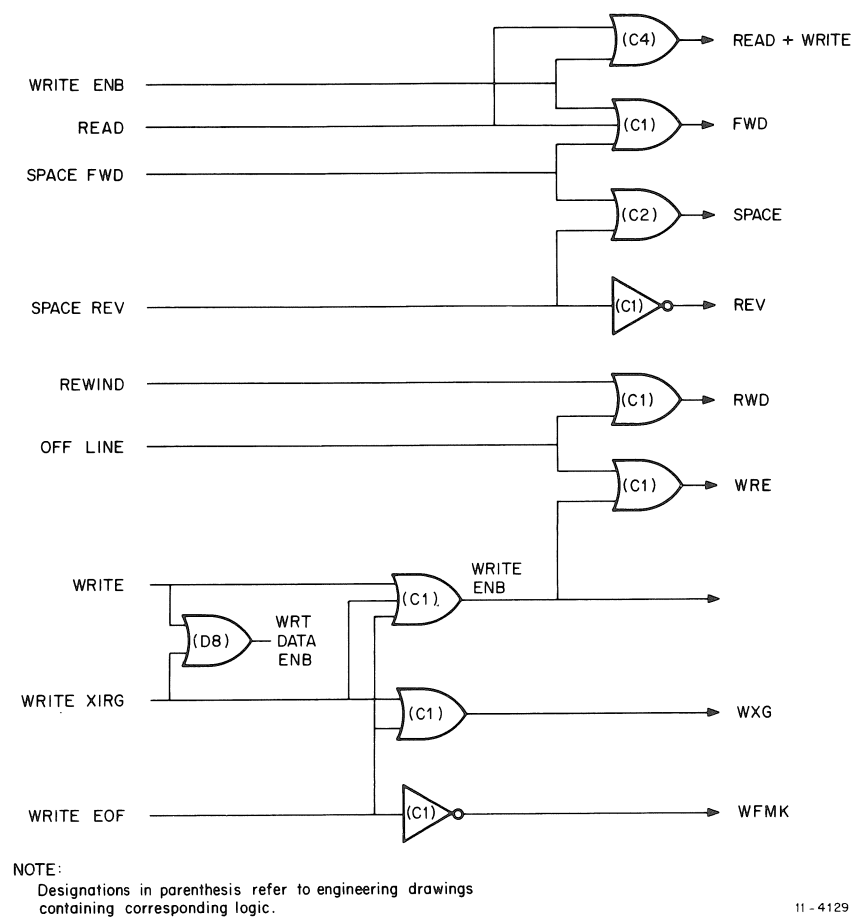 (C4) READ + WRITE
WRITE ENB
READ (C1) FWD
SPACE FWD
(C2) SPACE
SPACE REV (C1) REV
REWIND (C1) RWD
OFF LINE
(C1) WRE
WRITE (C1) WRITE
ENB
(D8) WRT
DATA
ENB
WRITE XIRG (C1) WXG
WRITE EOF (C1) WFMK
NOTE:
Designations in parenthesis refer to engineering drawings
containing corresponding logic.
11-4129